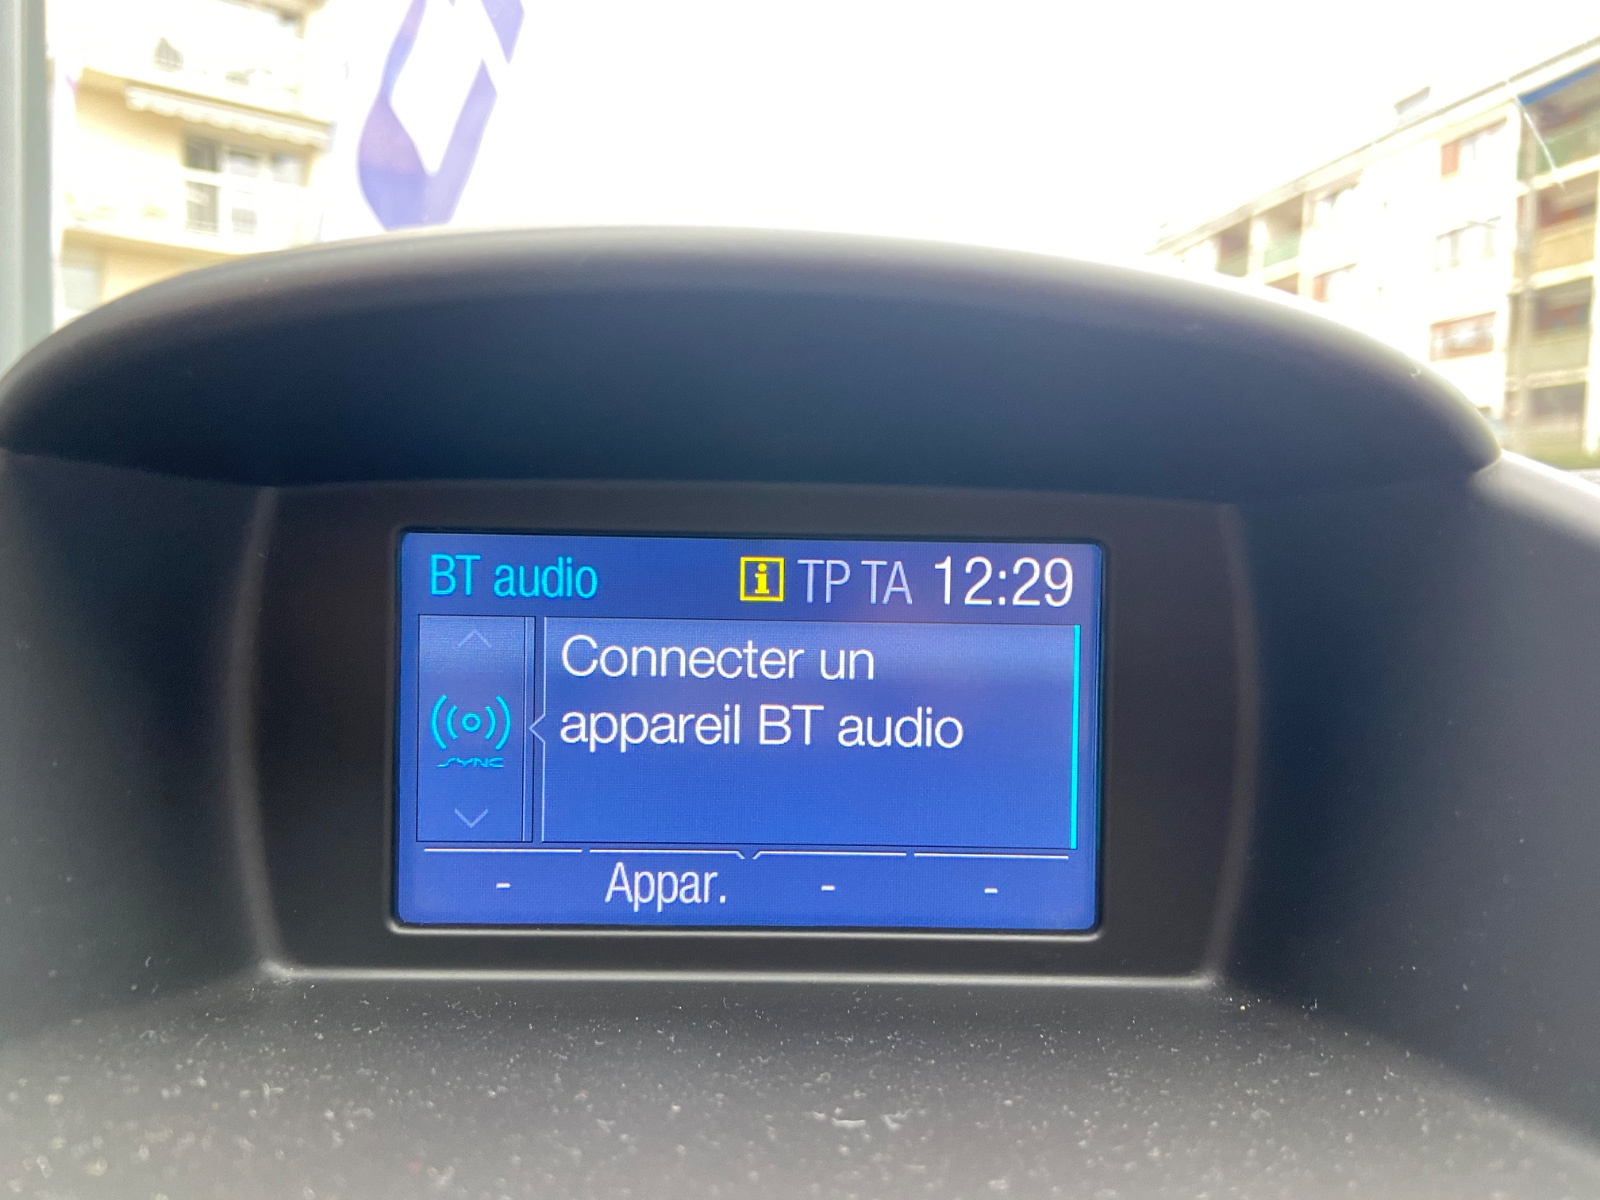 BT audio i TP TA 12:29
Connecter un
appareil BT audio
SYNC
- Appar. - -